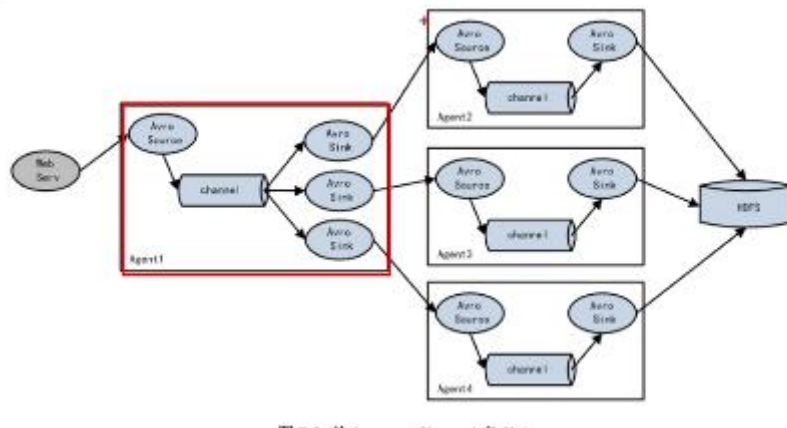 Web
Serv
Avro
Source
channel
Avro
Sink
Avro
Sink
Avro
Sink
Agent1
Avro
Source
channel
Avro
Sink
Agent2
Avro
Source
channel
Avro
Sink
Agent3
Avro
Source
channel
Avro
Sink
Agent4
HDFS